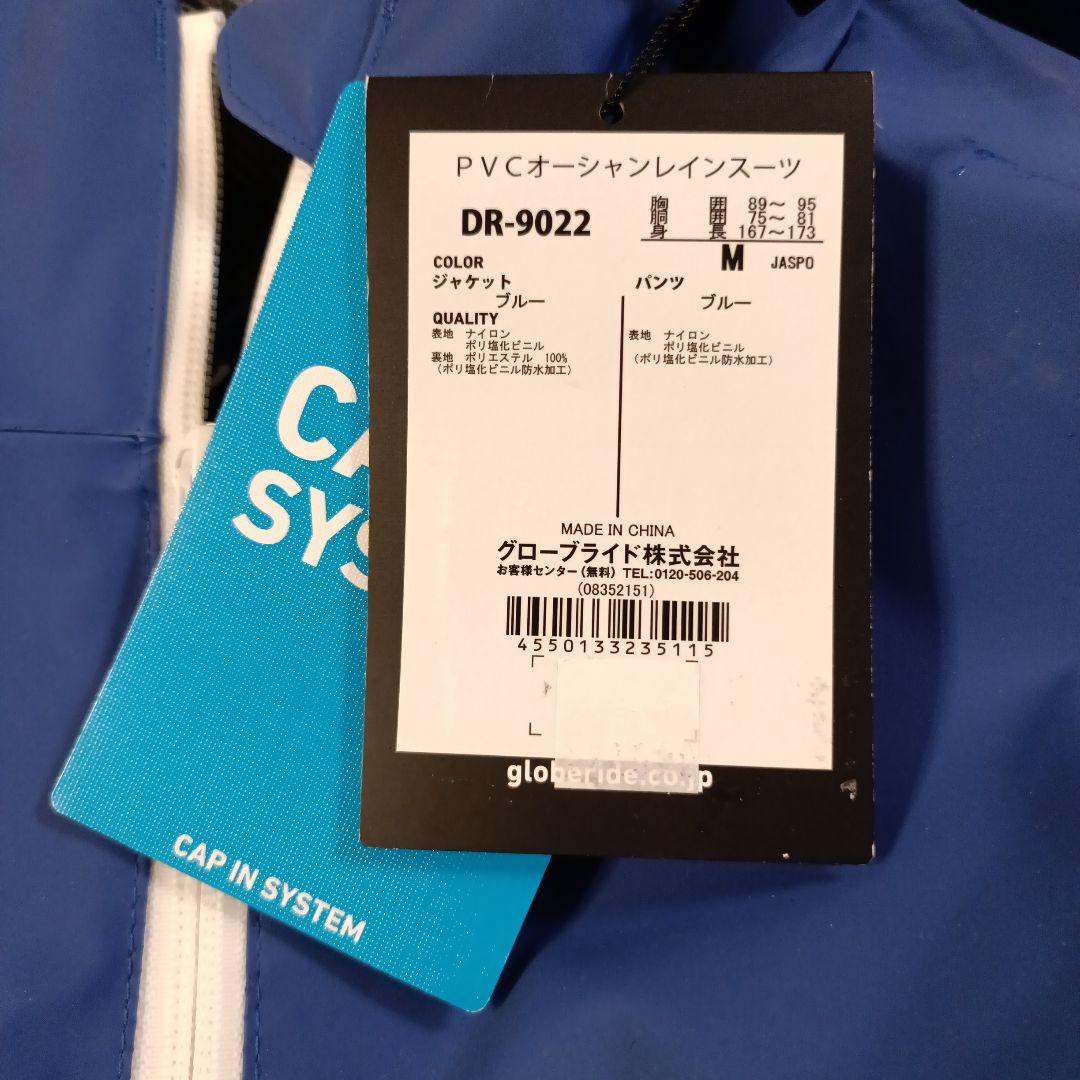 PVCオーシャンレインスーツ
DR-9022
胸囲 89～95
胴囲 75～81
身長 167～173
M JASPO
COLOR
ジャケット
ブルー
QUALITY
表地 ナイロン
ポリ塩化ビニル
裏地 ポリエステル 100%
(ポリ塩化ビニル防水加工)
パンツ
ブルー
表地 ナイロン
ポリ塩化ビニル
(ポリ塩化ビニル防水加工)
MADE IN CHINA
グローブライド株式会社
お客様センター(無料) TEL:0120-506-204
(08352151)
4550133235115
globeride.co.jp
CA
SYS
CAP IN SYSTEM